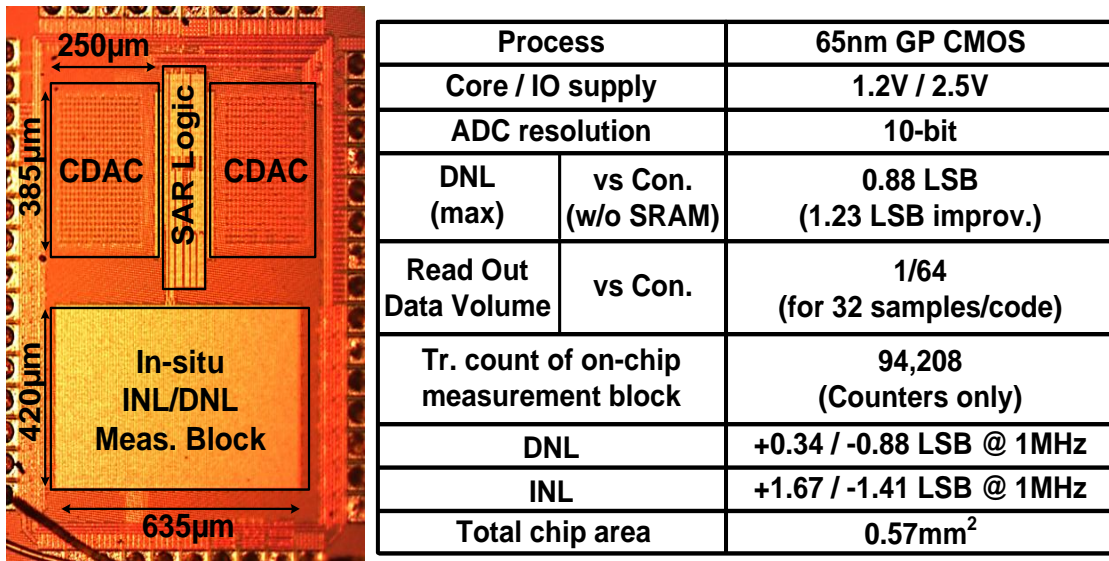 250µm
385µm
CDAC
SAR Logic
CDAC
420µm
In-situ
INL/DNL
Meas. Block
635µm
Process
65nm GP CMOS
Core / IO supply
1.2V / 2.5V
ADC resolution
10-bit
DNL
(max)
vs Con.
(w/o SRAM)
0.88 LSB
(1.23 LSB improv.)
Read Out
Data Volume
vs Con.
1/64
(for 32 samples/code)
Tr. count of on-chip
measurement block
94,208
(Counters only)
DNL
+0.34 / -0.88 LSB @ 1MHz
INL
+1.67 / -1.41 LSB @ 1MHz
Total chip area
0.57mm²